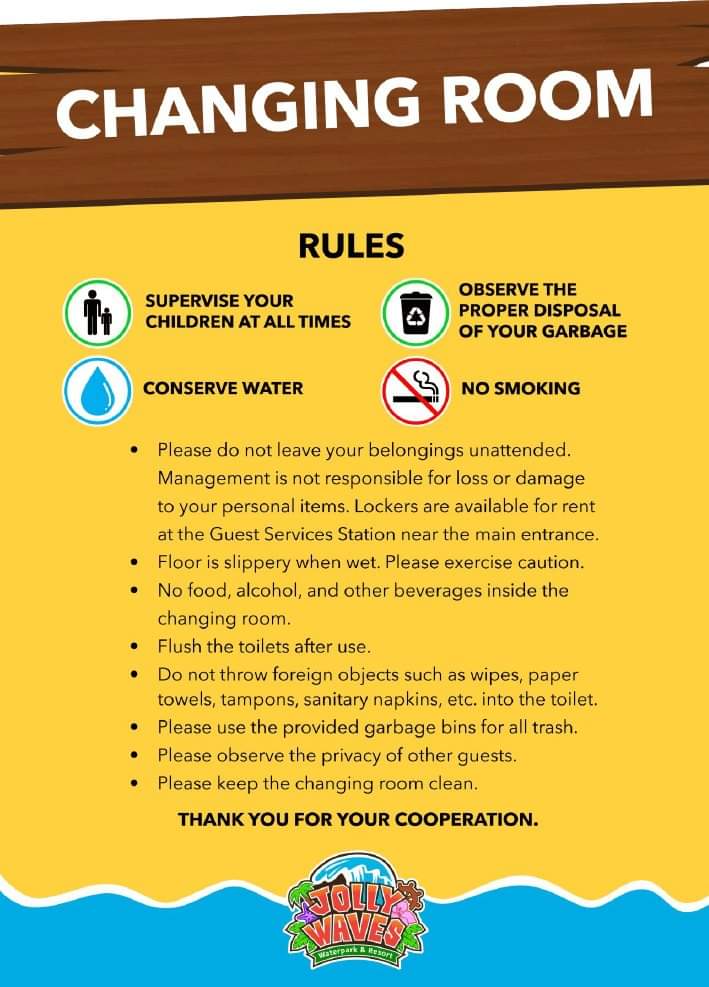 CHANGING ROOM
RULES
SUPERVISE YOUR
CHILDREN AT ALL TIMES
OBSERVE THE
PROPER DISPOSAL
OF YOUR GARBAGE
CONSERVE WATER
NO SMOKING
• Please do not leave your belongings unattended.
Management is not responsible for loss or damage
to your personal items. Lockers are available for rent
at the Guest Services Station near the main entrance.
• Floor is slippery when wet. Please exercise caution.
• No food, alcohol, and other beverages inside the
changing room.
• Flush the toilets after use.
• Do not throw foreign objects such as wipes, paper
towels, tampons, sanitary napkins, etc. into the toilet.
• Please use the provided garbage bins for all trash.
• Please observe the privacy of other guests.
• Please keep the changing room clean.
THANK YOU FOR YOUR COOPERATION.
JOLLY
WAVES
Waterpark & Resort